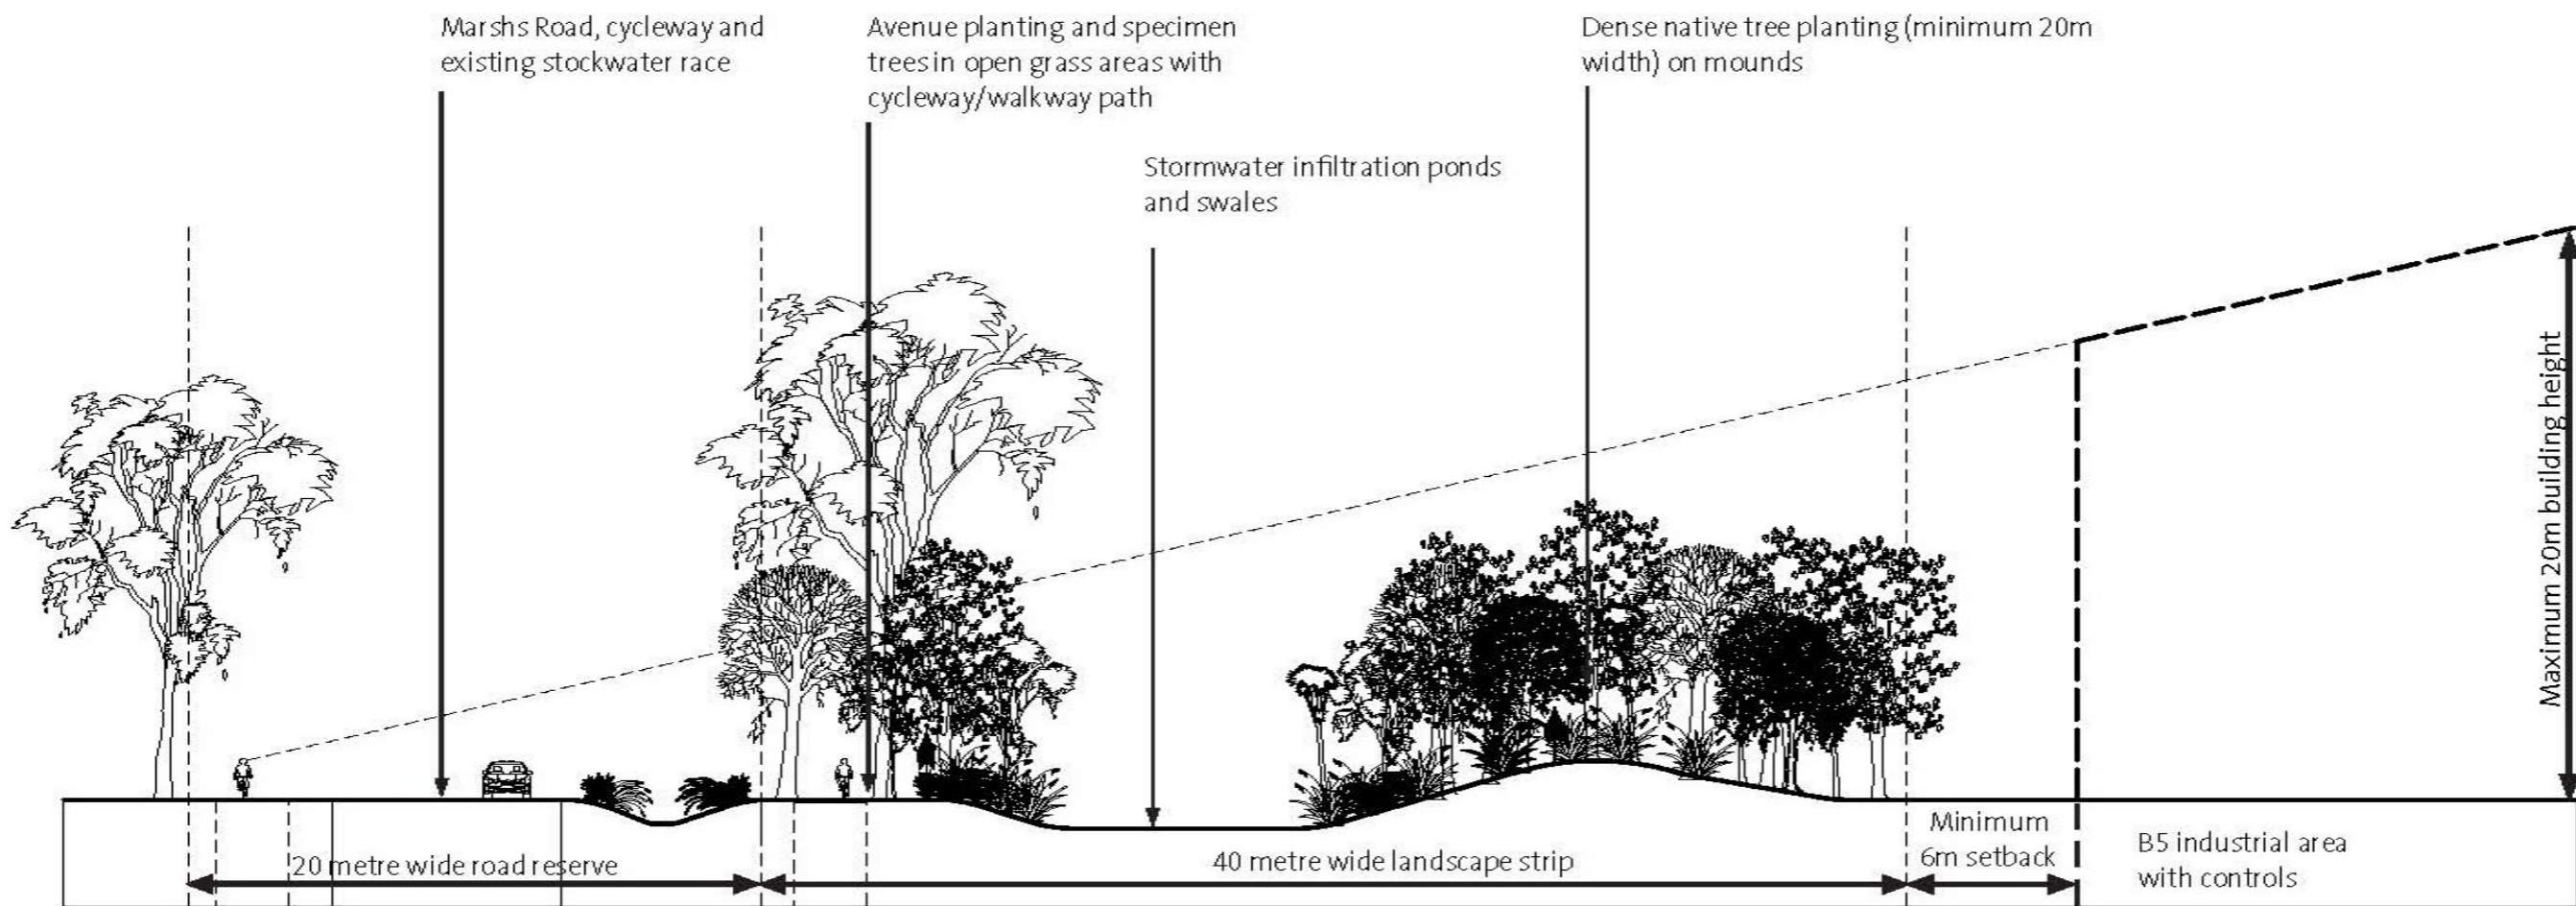 Marshs Road, cycleway and
existing stockwater race
Avenue planting and specimen
trees in open grass areas with
cycleway/walkway path
Dense native tree planting (minimum 20m
width) on mounds
Stormwater infiltration ponds
and swales
Maximum 20m building height
20 metre wide road reserve
40 metre wide landscape strip
Minimum
6m setback
B5 industrial area
with controls